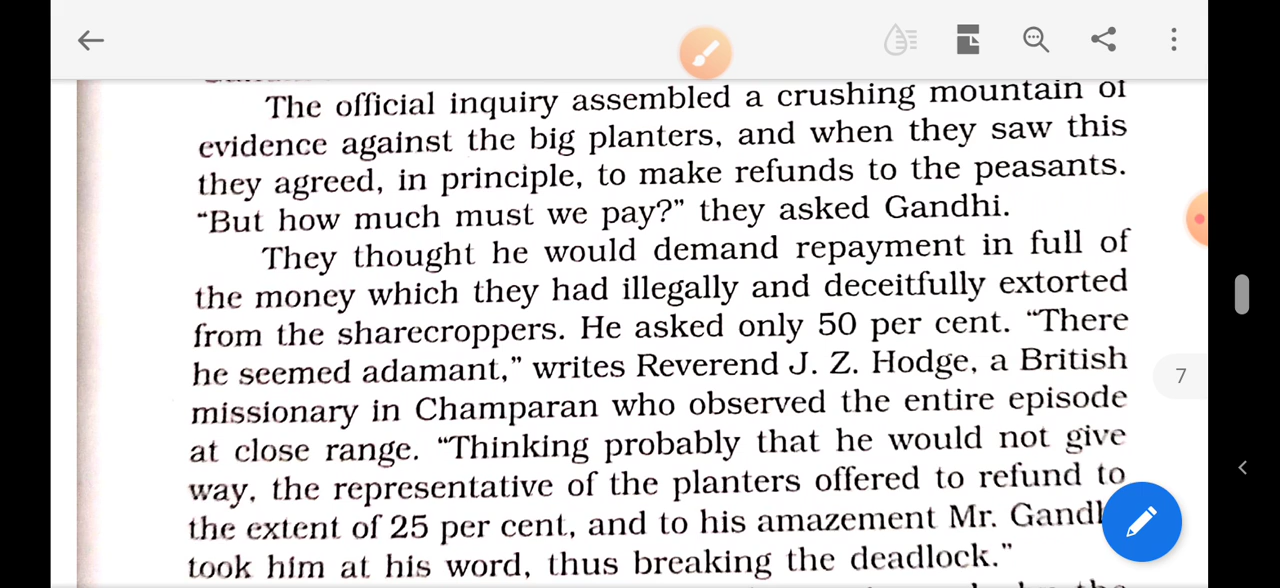 The official inquiry assembled a crushing mountain of
evidence against the big planters, and when they saw this
they agreed, in principle, to make refunds to the peasants.
“But how much must we pay?” they asked Gandhi.
They thought he would demand repayment in full of
the money which they had illegally and deceitfully extorted
from the sharecroppers. He asked only 50 per cent. “There
he seemed adamant,” writes Reverend J. Z. Hodge, a British
missionary in Champaran who observed the entire episode
at close range. “Thinking probably that he would not give
7
way, the representative of the planters offered to refund to
the extent of 25 per cent, and to his amazement Mr.
took him at his word, thus breaking the deadlock.”